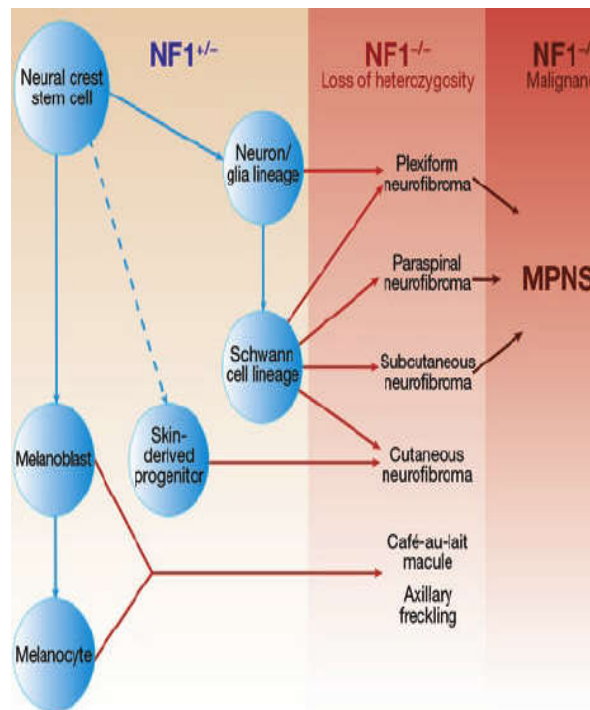 NF1+/–
NF1–/–
Loss of heterozygosity
NF1–/
Malignan
Neural crest
stem cell
Neuron/
glia lineage
Plexiform
neurofibroma
Paraspinal
neurofibroma
MPNS
Schwann
cell lineage
Subcutaneous
neurofibroma
Melanoblast
Skin-
derived
progenitor
Cutaneous
neurofibroma
Café-au-lait
macule
Axillary
freckling
Melanocyte